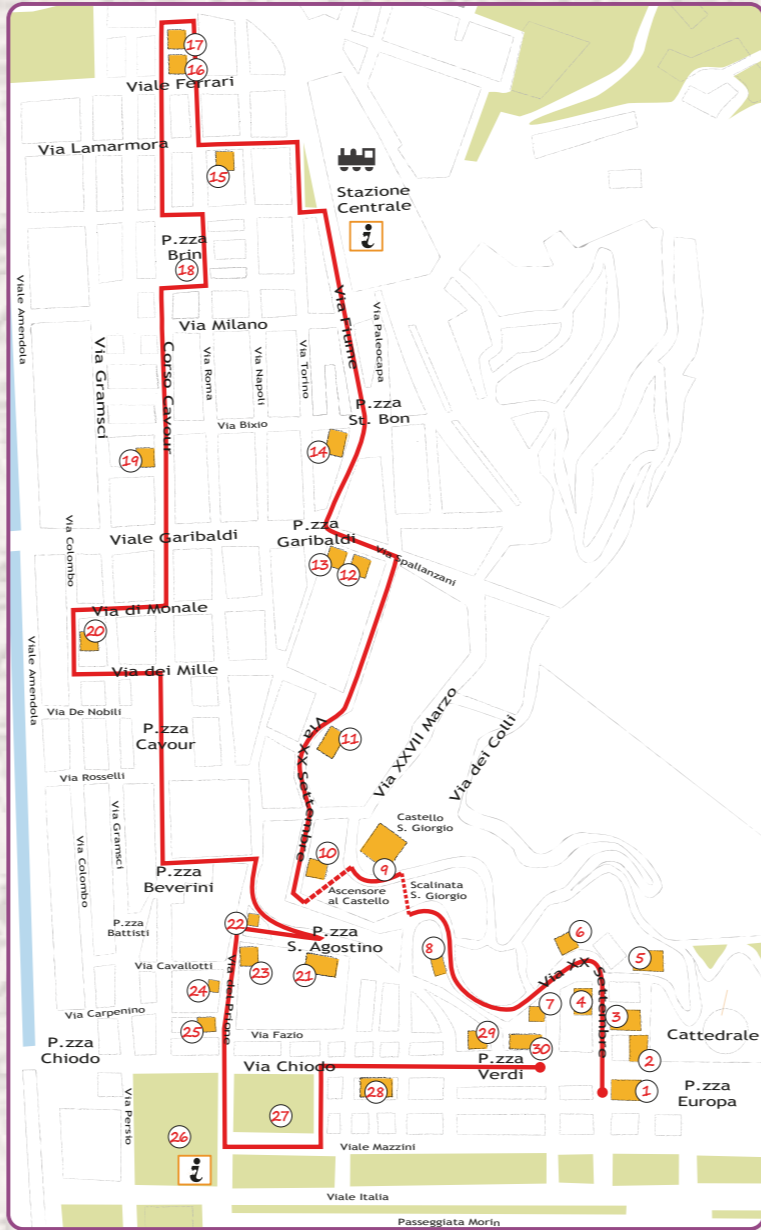 17
16
Viale Ferrari
Via Lamarmora
15
Stazione
Centrale
i
P.zza
Brin
18
Viale Amendola
Via Milano
Via Fiume
Via Paleocapa
Via Gramsci
Corso Cavour
Via Roma
Via Napoli
Via Torino
P.zza
St. Bon
Via Bixio
14
19
P.zza
Garibaldi
Viale Garibaldi
Via Colombo
13
12
Via Spallanzani
Via di Monale
20
Via dei Mille
Viale Amendola
Via De Nobili
P.zza
Cavour
11
Via XX Settembre
Via XXVII Marzo
Via dei Colli
Via Rosselli
Via Gramsci
Via Colombo
Castello
S. Giorgio
10
9
P.zza
Beverini
Ascensore
al Castello
Scalinata
S. Giorgio
P.zza
Battisti
22
P.zza
S. Agostino
8
6
5
Via Cavallotti
23
21
Via del Prione
Via XX Settembre
24
7
4
3
Via Carpenino
25
Via Fazio
29
30
Cattedrale
2
P.zza
Chiodo
Via Chiodo
P.zza
Verdi
28
1
P.zza
Europa
Via Persio
27
26
i
Viale Mazzini
Viale Italia
Passeggiata Morin